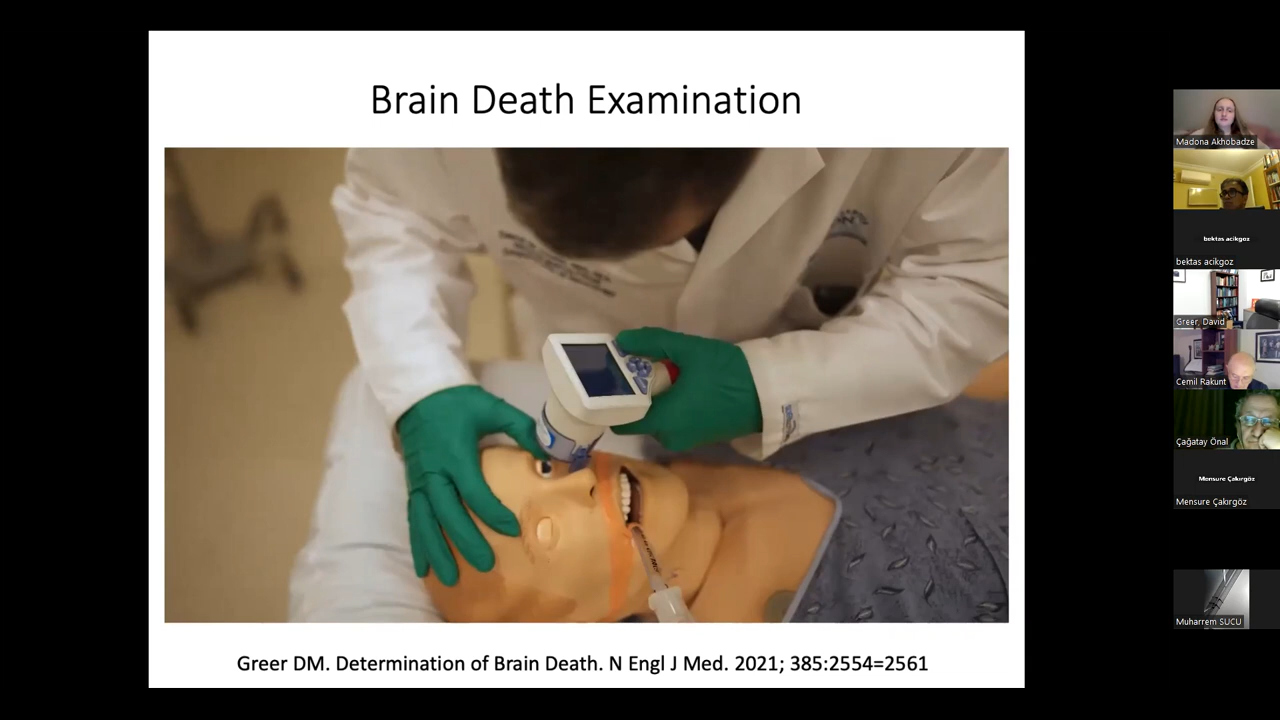 Brain Death Examination
Greer DM. Determination of Brain Death. N Engl J Med. 2021; 385:2554=2561
Madona Akhobadze
bektas acikgoz
bektas acikgoz
Greer, David
Cemil Rakunt
Çağatay Önal
Mensure Çakırgöz
Mensure Çakırgöz
Muharrem SUCU